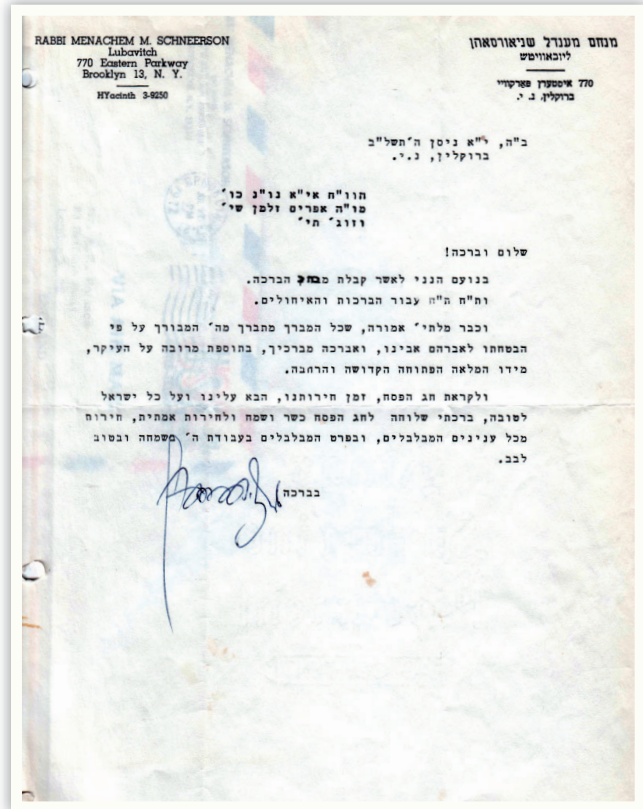 RABBI MENACHEM M. SCHNEERSON
Lubavitch
770 Eastern Parkway
Brooklyn 13, N. Y.
HYacinth 3-9250
מנחם מענדל שניאורסאהן
ליובאוויטש
770 איסטערן פארקוויי
ברוקלין, נ. י.
ב"ה, י"א ניסן ה'תשל"ב
ברוקלין, נ.י.
הוו"ח אי"א נו"נ כו'
מו"ה אפרים זלמן שי'
וזוג' תי'
שלום וברכה!
בנועם הנני לאשר קבלת הברכה.
ות"ח ת"ח עבור הברכות והאיחולים.
וכבר מלתי' אמורה, שכל המברך מתברך מה' המבורך על פי
הבטחתו לאברהם אבינו, ואברכה מברכיך, בתוספת מרובה על העיקר,
מידו המלאה הפתוחה הקדושה והרחבה.
ולקראת חג הפסח, זמן חירותנו, הבא עלינו ועל כל ישראל
לטובה, ברכתי שלוחה לחג הפסח כשר ושמח ולחירות אמתית, חירות
מכל ענינים המבלבלים, ובפרט המבלבלים בעבודת ה' בשמחה ובטוב
לבב.
בברכה